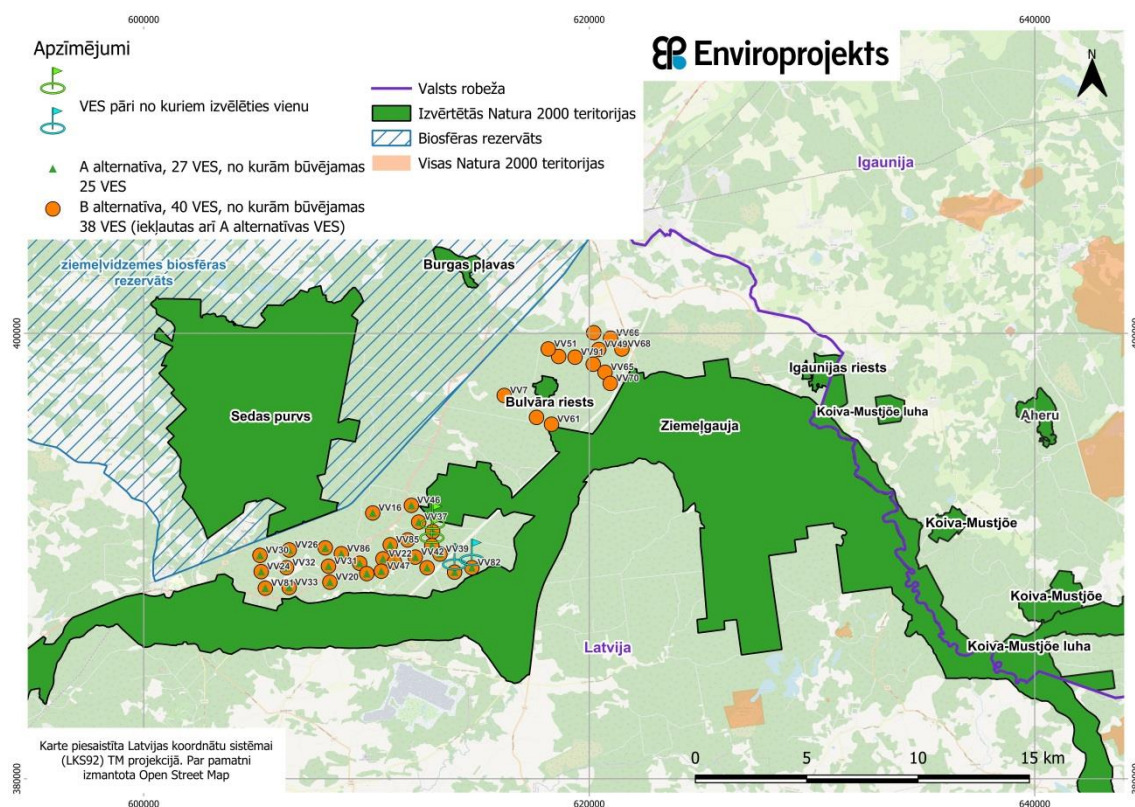 600000
620000
640000
Apzīmējumi
VES pāri no kuriem izvēlēties vienu
A alternatīva, 27 VES, no kurām būvējamas
25 VES
B alternatīva, 40 VES, no kurām būvējamas
38 VES (iekļautas arī A alternatīvas VES)
Valsts robeža
Izvērtētās Natura 2000 teritorijas
Biosfēras rezervāts
Visas Natura 2000 teritorijas
Enviroprojekts
N
Igaunija
ziemeļvidzemes biosfēras
rezervāts
Burgas pļavas
400000
400000
VV66
VV51
VV49
VV68
VV91
VV65
VV70
Igaunijas riests
VV7
Bulvāra riests
Koiva-Mustjõe luha
Aheru
Sedas purvs
VV61
Ziemeļgauja
VV46
VV16
VV37
Koiva-Mustjõe
VV26
VV85
VV30
VV86
VV22
VV42
VV39
VV24
VV32
VV31
VV47
VV82
VV81
VV33
VV20
Koiva-Mustjõe
Latvija
Koiva-Mustjõe luha
Karte piesaistīta Latvijas koordnātu sistēmai
(LKS92) TM projekcijā. Par pamatni
izmantota Open Street Map
0
5
10
15 km
380000
380000
600000
620000
640000